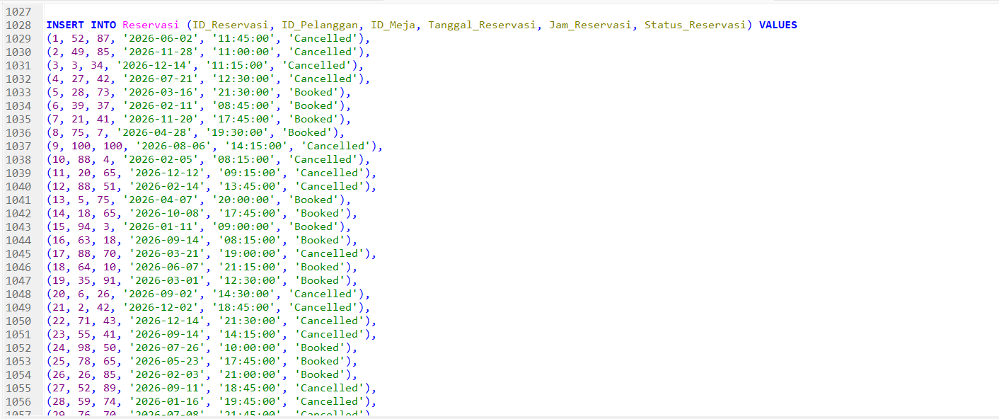 1027
1028 INSERT INTO Reservasi (ID_Reservasi, ID_Pelanggan, ID_Meja, Tanggal_Reservasi, Jam_Reservasi, Status_Reservasi) VALUES
1029 (1, 52, 87, '2026-06-02', '11:45:00', 'Cancelled'),
1030 (2, 49, 85, '2026-11-28', '11:00:00', 'Cancelled'),
1031 (3, 3, 34, '2026-12-14', '11:15:00', 'Cancelled'),
1032 (4, 27, 42, '2026-07-21', '12:30:00', 'Cancelled'),
1033 (5, 28, 73, '2026-03-16', '21:30:00', 'Booked'),
1034 (6, 39, 37, '2026-02-11', '08:45:00', 'Booked'),
1035 (7, 21, 41, '2026-11-20', '17:45:00', 'Booked'),
1036 (8, 75, 7, '2026-04-28', '19:30:00', 'Booked'),
1037 (9, 100, 100, '2026-08-06', '14:15:00', 'Cancelled'),
1038 (10, 88, 4, '2026-02-05', '08:15:00', 'Cancelled'),
1039 (11, 20, 65, '2026-12-12', '09:15:00', 'Cancelled'),
1040 (12, 88, 51, '2026-02-14', '13:45:00', 'Cancelled'),
1041 (13, 5, 75, '2026-04-07', '20:00:00', 'Booked'),
1042 (14, 18, 65, '2026-10-08', '17:45:00', 'Booked'),
1043 (15, 94, 3, '2026-01-11', '09:00:00', 'Booked'),
1044 (16, 63, 18, '2026-09-14', '08:15:00', 'Booked'),
1045 (17, 88, 70, '2026-03-21', '19:00:00', 'Cancelled'),
1046 (18, 64, 10, '2026-06-07', '21:15:00', 'Booked'),
1047 (19, 35, 91, '2026-03-01', '12:30:00', 'Booked'),
1048 (20, 6, 26, '2026-09-02', '14:30:00', 'Cancelled'),
1049 (21, 2, 42, '2026-12-02', '18:45:00', 'Cancelled'),
1050 (22, 71, 43, '2026-12-14', '21:30:00', 'Cancelled'),
1051 (23, 55, 41, '2026-09-14', '14:15:00', 'Cancelled'),
1052 (24, 98, 50, '2026-07-26', '10:00:00', 'Booked'),
1053 (25, 78, 65, '2026-05-23', '17:45:00', 'Booked'),
1054 (26, 26, 85, '2026-02-03', '21:00:00', 'Booked'),
1055 (27, 52, 89, '2026-09-11', '18:45:00', 'Cancelled'),
1056 (28, 59, 74, '2026-01-16', '19:45:00', 'Cancelled'),
1057 (29, 76, 70, '2026-07-08', '21:45:00', 'Cancelled')